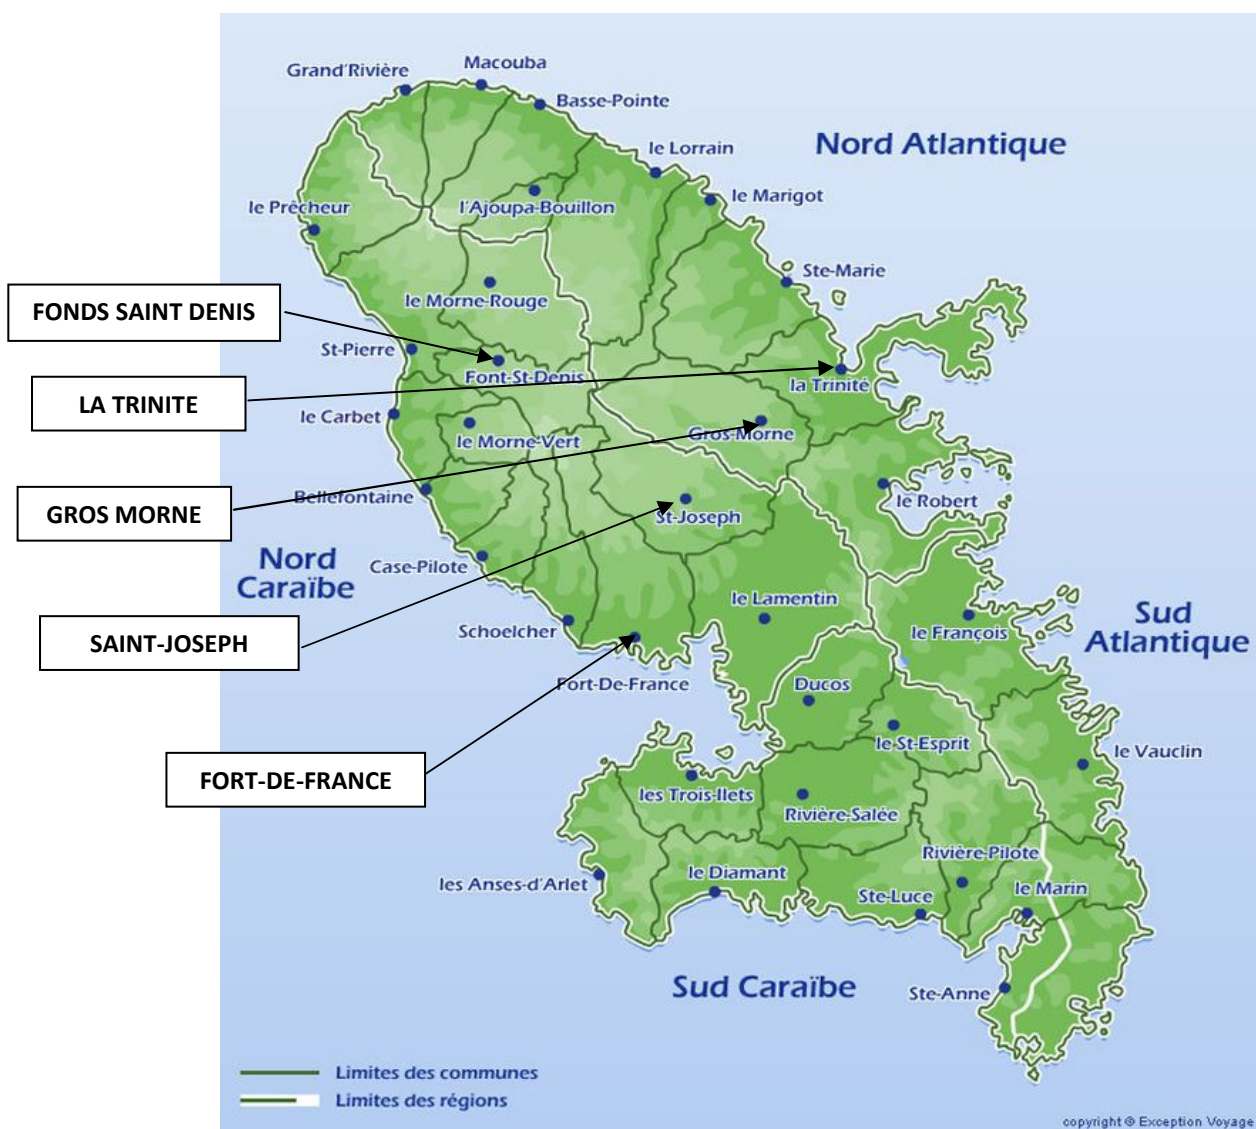 Macouba
Grand'Rivière
Basse-Pointe
Nord Atlantique
le Lorrain
le Marigot
l'Ajoupa-Bouillon
le Prêcheur
Ste-Marie
le Morne-Rouge
FONDS SAINT DENIS
St-Pierre
Font-St-Denis
la Trinité
LA TRINITE
le Carbet
le Morne-Vert
Gros-Morne
Bellefontaine
le Robert
GROS MORNE
St-Joseph
Nord
Caraïbe
Case-Pilote
le Lamentin
Sud
Atlantique
le François
Schoelcher
SAINT-JOSEPH
Fort-De-France
Ducos
le St-Esprit
le Vauclin
FORT-DE-FRANCE
les Trois-Ilets
Rivière-Salée
Rivière-Pilote
le Diamant
les Anses-d'Arlet
Ste-Luce
le Marin
Sud Caraïbe
Ste-Anne
Limites des communes
Limites des régions
copyright © Exception Voyage